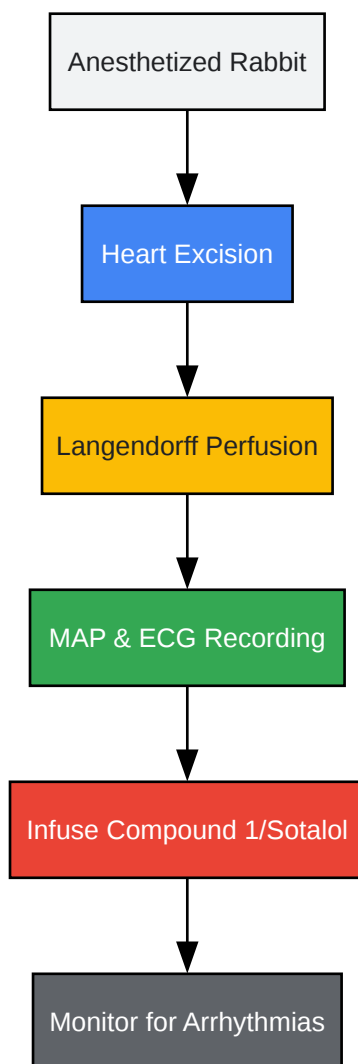 Anesthetized Rabbit
Heart Excision
Langendorff Perfusion
MAP & ECG Recording
Infuse Compound 1/Sotalol
Monitor for Arrhythmias